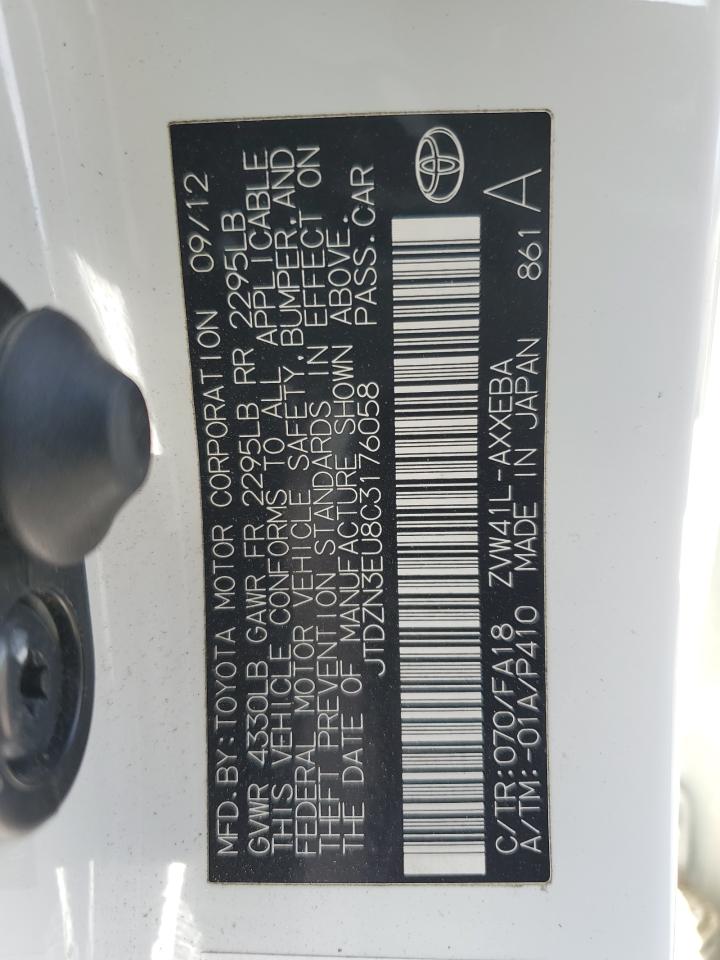 MFD.BY:TOYOTA MOTOR CORPORATION 09/12
GVWR 4330LB GAWR FR 2295LB RR 2295LB
THIS VEHICLE CONFORMS TO ALL APPLICABLE
FEDERAL MOTOR VEHICLE SAFETY,BUMPER,AND
THEFT PREVENTION STANDARDS IN EFFECT ON
THE DATE OF MANUFACTURE SHOWN ABOVE.
JTDZN3EU8C3176058 PASS.CAR
C/TR:070/FA18 ZVW41L-AXXEBA
A/TM:-01A/P410 MADE IN JAPAN 861 A